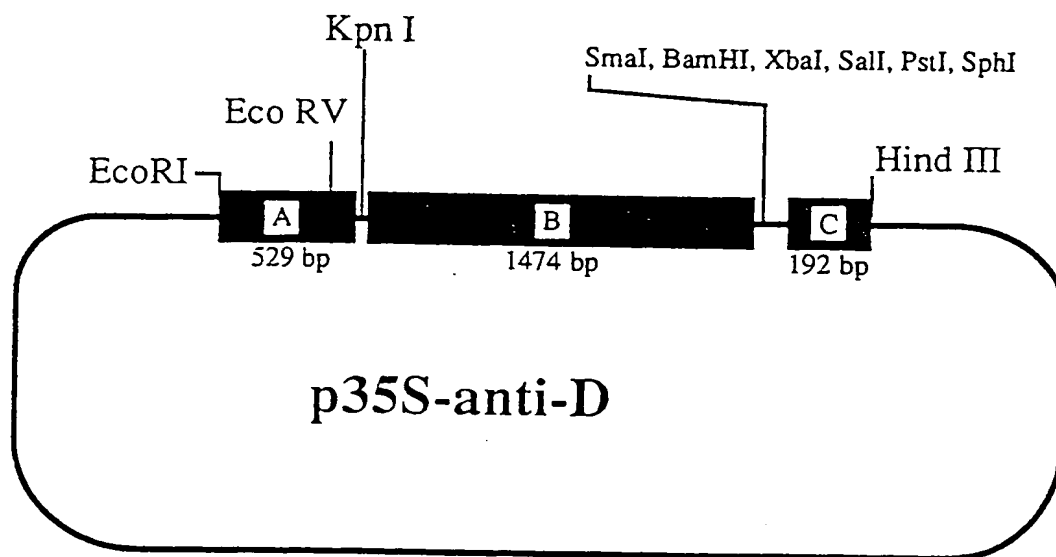 Kpn I
SmaI, BamHI, XbaI, SalI, PstI, SphI
Eco RV
EcoRI
Hind III
A
B
C
529 bp
1474 bp
192 bp
p35S-anti-D